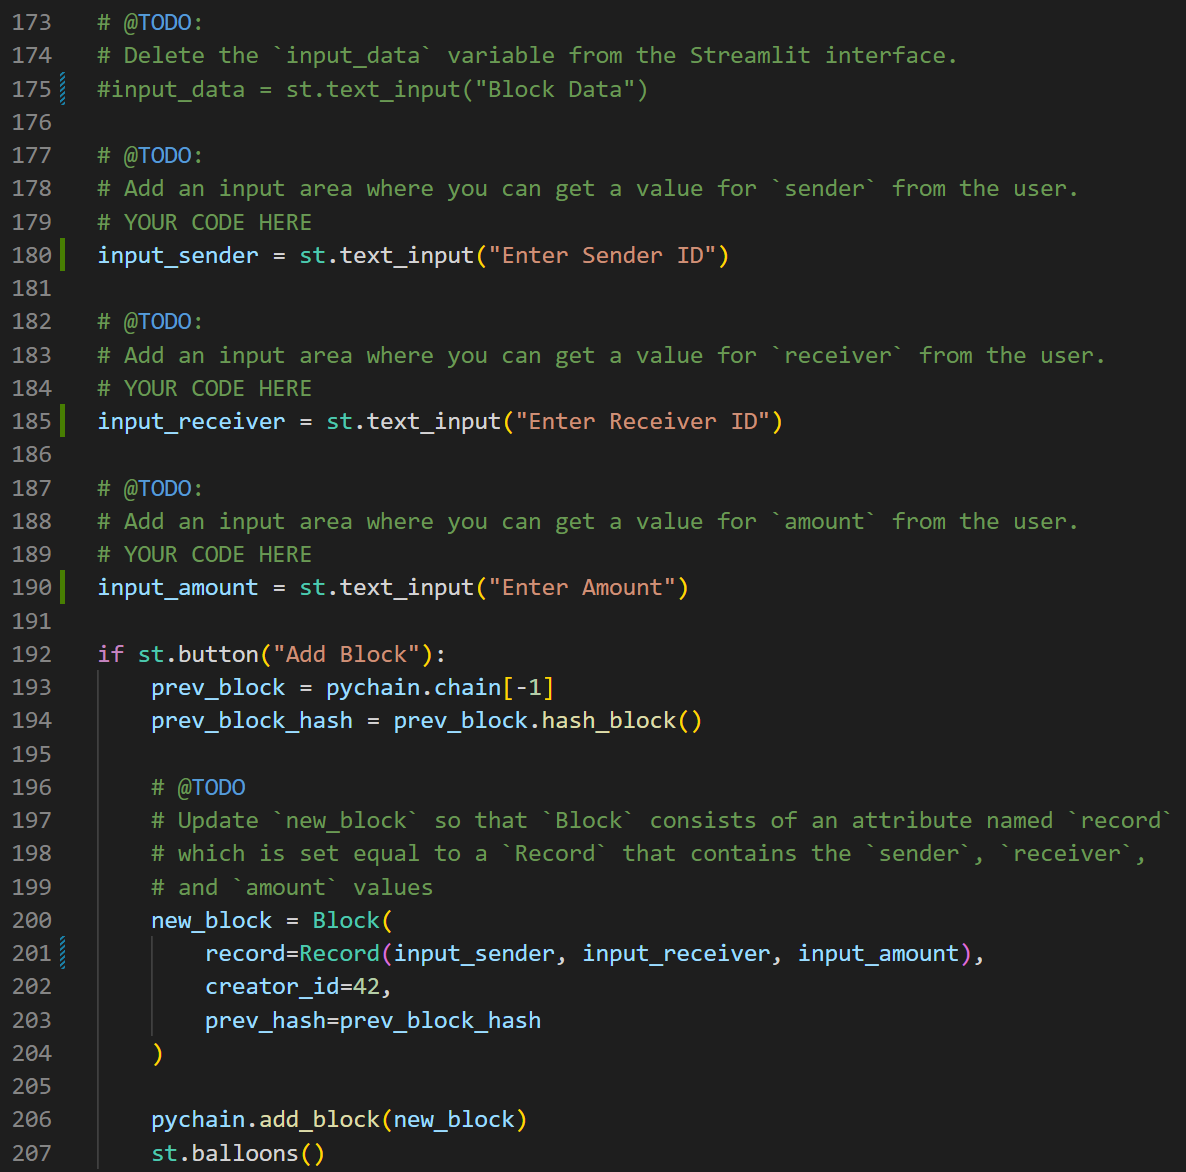 173 # @TODO:
174 # Delete the `input_data` variable from the Streamlit interface.
175 #input_data = st.text_input("Block Data")
176
177 # @TODO:
178 # Add an input area where you can get a value for `sender` from the user.
179 # YOUR CODE HERE
180 input_sender = st.text_input("Enter Sender ID")
181
182 # @TODO:
183 # Add an input area where you can get a value for `receiver` from the user.
184 # YOUR CODE HERE
185 input_receiver = st.text_input("Enter Receiver ID")
186
187 # @TODO:
188 # Add an input area where you can get a value for `amount` from the user.
189 # YOUR CODE HERE
190 input_amount = st.text_input("Enter Amount")
191
192 if st.button("Add Block"):
193     prev_block = pychain.chain[-1]
194     prev_block_hash = prev_block.hash_block()
195
196     # @TODO
197     # Update `new_block` so that `Block` consists of an attribute named `record`
198     # which is set equal to a `Record` that contains the `sender`, `receiver`,
199     # and `amount` values
200     new_block = Block(
201         record=Record(input_sender, input_receiver, input_amount),
202         creator_id=42,
203         prev_hash=prev_block_hash
204     )
205
206     pychain.add_block(new_block)
207     st.balloons()